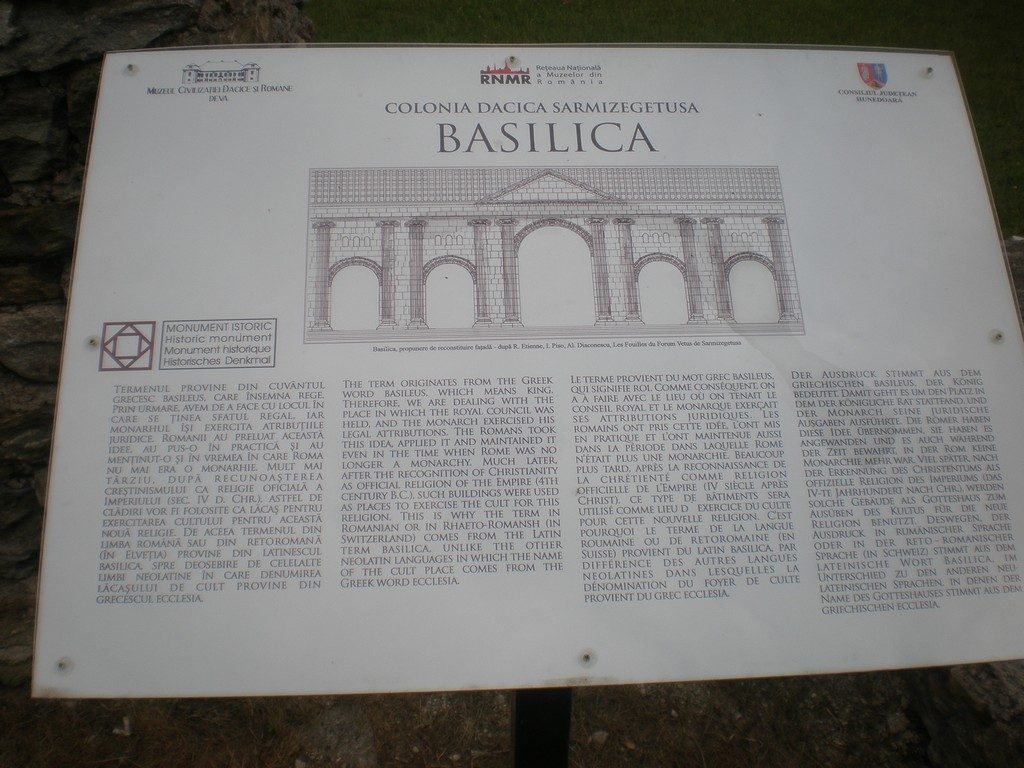 MUZEUL CIVILIZAȚIEI DACICE ȘI ROMANE
DEVA
RNMR
Rețeaua Națională
a Muzeelor din
România
CONSILIUL JUDEȚEAN
HUNEDOARA
COLONIA DACICA SARMIZEGETUSA
BASILICA
Basilica, propunere de reconstituire fațadă - după R. Etienne, I. Piso, Al. Diaconescu, Les Fouilles du Forum Vetus de Sarmizegetusa
MONUMENT ISTORIC
Historic monument
Monument historique
Historisches Denkmal
TERMENUL PROVINE DIN CUVÂNTUL
GRECESC BASILEUS, CARE ÎNSEMNA REGE.
PRIN URMARE, AVEM DE A FACE CU LOCUL ÎN
CARE SE ȚINEA SFATUL REGAL, IAR
MONARHUL ÎȘI EXERCITA ATRIBUȚIILE
JURIDICE. ROMANII AU PRELUAT ACEASTĂ
IDEE, AU PUS-O ÎN PRACTICĂ ȘI AU
MENȚINUT-O ȘI ÎN VREMEA ÎN CARE ROMA
NU MAI ERA O MONARHIE. MULT MAI
TÂRZIU, DUPĂ RECUNOAȘTEREA
CREȘTINISMULUI CA RELIGIE OFICIALĂ A
IMPERIULUI (SEC. IV D. CHR.), ASTFEL DE
CLĂDIRI VOR FI FOLOSITE CA LĂCAȘ PENTRU
EXERCITAREA CULTULUI PENTRU ACEASTĂ
NOUĂ RELIGIE. DE ACEEA TERMENUL DIN
LIMBA ROMÂNĂ SAU DIN RETOROMANĂ
(ÎN ELVEȚIA) PROVINE DIN LATINESCUL
BASILICA, SPRE DEOSEBIRE DE CELELALTE
LIMBI NEOLATINE ÎN CARE DENUMIREA
LĂCAȘULUI DE CULT PROVINE DIN
GRECESCUL ECCLESIA.
THE TERM ORIGINATES FROM THE GREEK
WORD BASILEUS, WHICH MEANS KING.
THEREFORE, WE ARE DEALING WITH THE
PLACE IN WHICH THE ROYAL COUNCIL WAS
HELD, AND THE MONARCH EXERCISED HIS
LEGAL ATTRIBUTIONS. THE ROMANS TOOK
THIS IDEA, APPLIED IT AND MAINTAINED IT
EVEN IN THE TIME WHEN ROME WAS NO
LONGER A MONARCHY. MUCH LATER,
AFTER THE RECOGNITION OF CHRISTIANITY
AS OFFICIAL RELIGION OF THE EMPIRE (4TH
CENTURY B.C.), SUCH BUILDINGS WERE USED
AS PLACES TO EXERCISE THE CULT FOR THIS
RELIGION. THIS IS WHY THE TERM IN
ROMANIAN OR IN RHAETO-ROMANSH (IN
SWITZERLAND) COMES FROM THE LATIN
TERM BASILICA, UNLIKE THE OTHER
NEOLATIN LANGUAGES IN WHICH THE NAME
OF THE CULT PLACE COMES FROM THE
GREEK WORD ECCLESIA.
LE TERME PROVIENT DU MOT GREC BASILEUS,
QUI SIGNIFIE ROI. COMME CONSÉQUENT, ON
A A FAIRE AVEC LE LIEU OÙ ON TENAIT LE
CONSEIL ROYAL ET LE MONARQUE EXERÇAIT
SES ATTRIBUTIONS JURIDIQUES. LES
ROMAINS ONT PRIS CETTE IDÉE, L'ONT MIS
EN PRATIQUE ET L'ONT MAINTENUE AUSSI
DANS LA PÉRIODE DANS LAQUELLE ROME
N'ÉTAIT PLUS UNE MONARCHIE. BEAUCOUP
PLUS TARD, APRÈS LA RECONNAISSANCE DE
LA CHRÉTIENTÉ COMME RELIGION
OFFICIELLE DE L'EMPIRE (IV SIÈCLE APRÈS
CHRIST), CE TYPE DE BÂTIMENTS SERA
UTILISÉ COMME LIEU D' EXERCICE DU CULTE
POUR CETTE NOUVELLE RELIGION. C'EST
POURQUOI LE TERME DE LA LANGUE
ROUMAINE OU DE RETOROMAINE (EN
SUISSE) PROVIENT DU LATIN BASILICA, PAR
DIFFÉRENCE DES AUTRES LANGUES
NEOLATINES DANS LESQUELLES LA
DÉNOMINATION DU FOYER DE CULTE
PROVIENT DU GREC ECCLESIA.
DER AUSDRUCK STIMMT AUS DEM
GRIECHISCHEN BASILEUS, DER KÖNIG
BEDEUTET. DAMIT GEHT ES UM DEN PLATZ, IN
DEM DER KÖNIGLICHE RAT STATTFAND, UND
DER MONARCH SEINE JURIDISCHE
AUSGABEN AUSFÜHRTE. DIE RÖMER HABEN
DIESE IDEE ÜBERNOMMEN, SIE HABEN ES
ANGEWANDEN UND ES AUCH WÄHREND
DER ZEIT BEWAHRT, IN DER ROM KEINE
MONARCHIE MEHR WAR. VIEL SPÄTER, NACH
DER ERKENNUNG DES CHRISTENTUMS ALS
OFFIZIELLE RELIGION DES IMPERIUMS (DAS
IV-TE JAHRHUNDERT NACH CHR.), WERDEN
SOLCHE GEBÄUDE ALS GOTTESHAUS ZUM
AUSÜBEN DES KULTUS FÜR DIE NEUE
RELIGION BENUTZT. DESWEGEN, DER
AUSDRUCK IN RUMÄNISCHER SPRACHE
ODER IN DER RAETO - ROMANISCHER
SPRACHE (IN SCHWEIZ) STIMMT AUS DEM
LATEINISCHE WORT BASILICA, IM
UNTERSCHIED ZU DEN ANDEREN NEU-
LATEINISCHEN SPRACHEN, IN DENEN DER
NAME DES GOTTESHAUSES STIMMT AUS DEM
GRIECHISCHEN ECCLESIA.